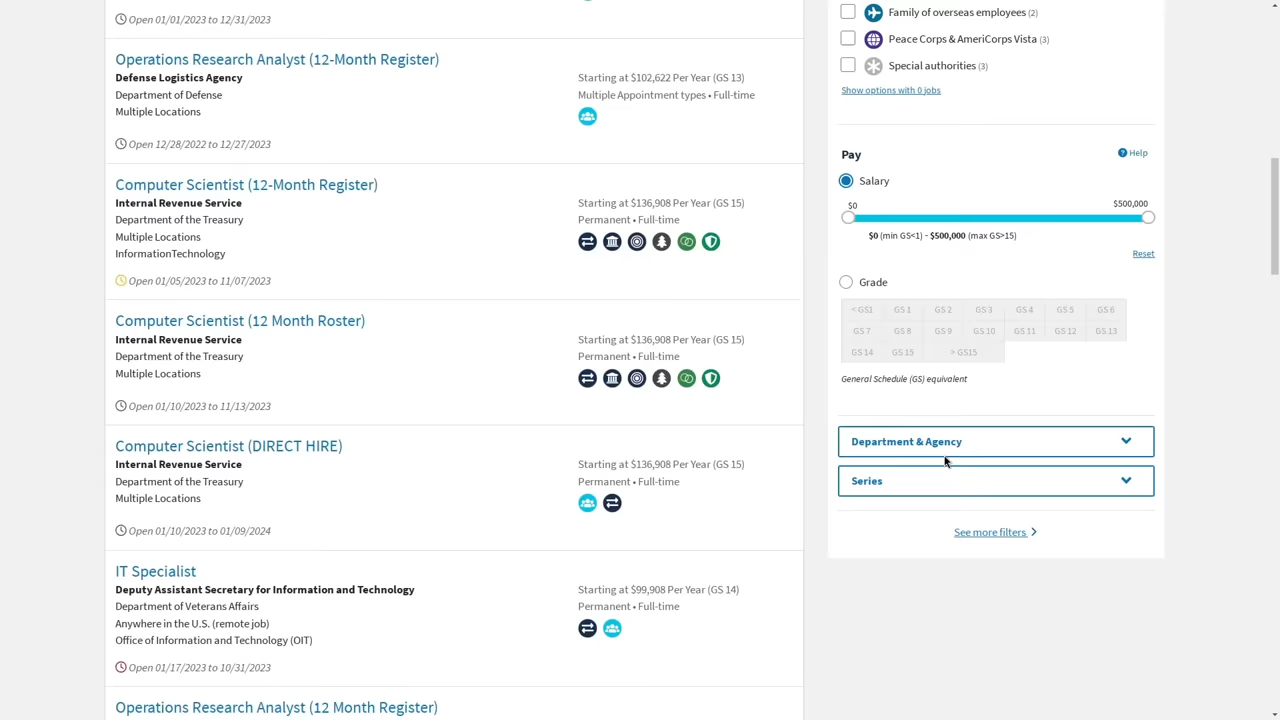 Open 01/01/2023 to 12/31/2023
Operations Research Analyst (12-Month Register)
Defense Logistics Agency
Department of Defense
Multiple Locations
Starting at $102,622 Per Year (GS 13)
Multiple Appointment types • Full-time
Open 12/28/2022 to 12/27/2023
Computer Scientist (12-Month Register)
Internal Revenue Service
Department of the Treasury
Multiple Locations
InformationTechnology
Starting at $136,908 Per Year (GS 15)
Permanent • Full-time
Open 01/05/2023 to 11/07/2023
Computer Scientist (12 Month Roster)
Internal Revenue Service
Department of the Treasury
Multiple Locations
Starting at $136,908 Per Year (GS 15)
Permanent • Full-time
Open 01/10/2023 to 11/13/2023
Computer Scientist (DIRECT HIRE)
Internal Revenue Service
Department of the Treasury
Multiple Locations
Starting at $136,908 Per Year (GS 15)
Permanent • Full-time
Open 01/10/2023 to 01/09/2024
IT Specialist
Deputy Assistant Secretary for Information and Technology
Department of Veterans Affairs
Anywhere in the U.S. (remote job)
Office of Information and Technology (OIT)
Starting at $99,908 Per Year (GS 14)
Permanent • Full-time
Open 01/17/2023 to 10/31/2023
Operations Research Analyst (12 Month Register)
Family of overseas employees (2)
Peace Corps & AmeriCorps Vista (3)
Special authorities (3)
Show options with 0 jobs
Pay
Help
Salary
$0 $500,000
$0 (min GS<1) - $500,000 (max GS>15)
Reset
Grade
< GS1 GS 1 GS 2 GS 3 GS 4 GS 5 GS 6
GS 7 GS 8 GS 9 GS 10 GS 11 GS 12 GS 13
GS 14 GS 15 > GS15
General Schedule (GS) equivalent
Department & Agency
Series
See more filters